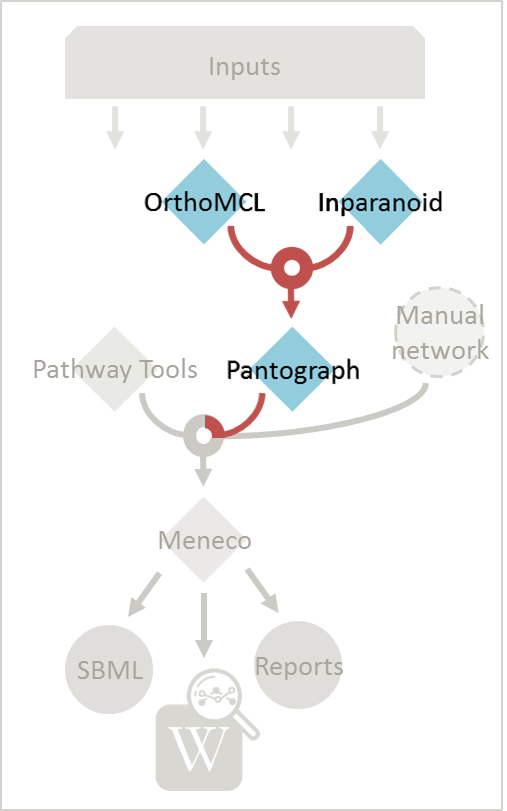 Inputs
OrthoMCL
Inparanoid
Manual
network
Pathway Tools
Pantograph
Meneco
SBML
Reports
W